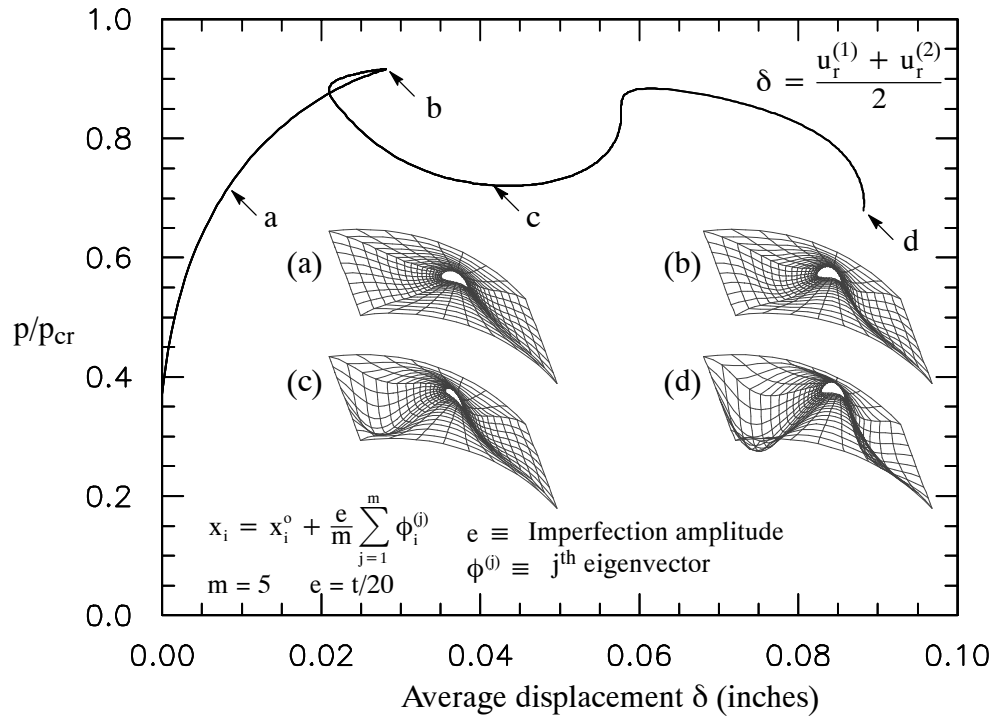 1.0
0.8
0.6
0.4
0.2
0.0
p/p_cr
δ = (u_r^(1) + u_r^(2)) / 2
a
b
c
d
(a)
(b)
(c)
(d)
x_i = x_i^o + e/m ∑_{j=1}^{m} ϕ_i^(j)
e ≡ Imperfection amplitude
ϕ^(j) ≡ j^th eigenvector
m = 5 e = t/20
0.00 0.02 0.04 0.06 0.08 0.10
Average displacement δ (inches)